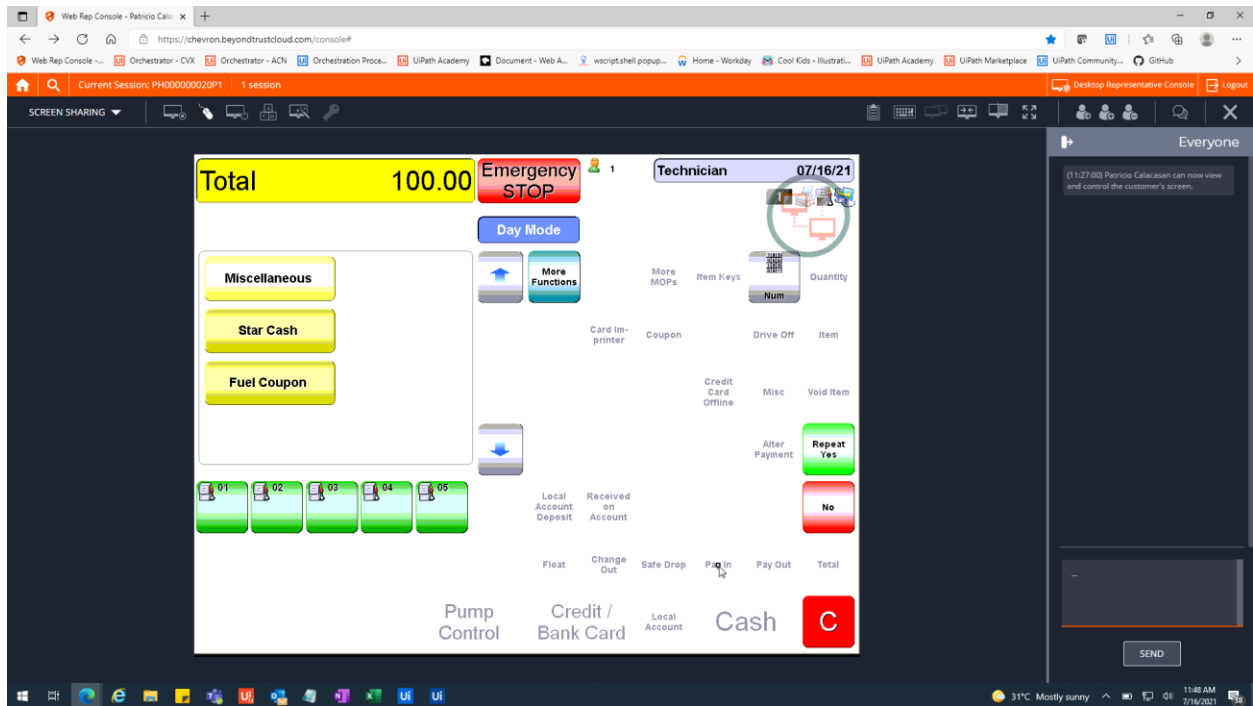 Web Rep Console - Patricio Cala
https://chevron.beyondtrustcloud.com/console#
Web Rep Console -...
Orchestrator - CVX
Orchestrator - ACN
Orchestration Proce...
UiPath Academy
Document - Web A...
wscript.shell popup...
Home - Workday
Cool Kids - Illustrati...
UiPath Academy
UiPath Marketplace
UiPath Community...
GitHub
Current Session: PH000000020P1
1 session
Desktop Representative Console
Logout
SCREEN SHARING
Everyone
(11:27:00) Patricio Calacasan can now view
and control the customer's screen.
Total 100.00
Emergency
STOP
1
Technician 07/16/21
Day Mode
Miscellaneous
Star Cash
Fuel Coupon
More
Functions
More
MOPs
Item Keys
Num
Quantity
Card Im-
printer
Coupon
Drive Off
Item
Credit
Card
Offline
Misc
Void Item
Alter
Payment
Repeat
Yes
01
02
03
04
05
Local
Account
Deposit
Received
on
Account
No
Float
Change
Out
Safe Drop
Pay In
Pay Out
Total
Pump
Control
Credit /
Bank Card
Local
Account
Cash
C
SEND
31°C Mostly sunny
11:48 AM
7/16/2021